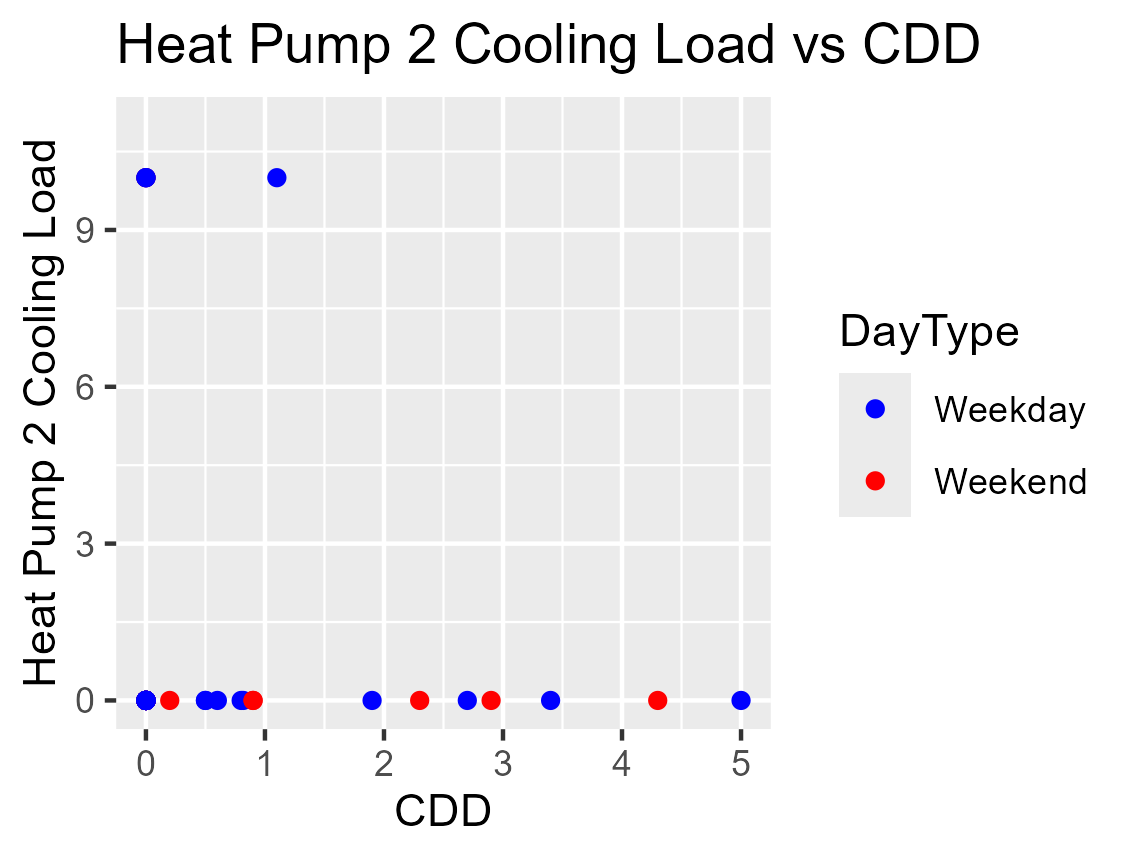 Heat Pump 2 Cooling Load vs CDD
Heat Pump 2 Cooling Load
9
6
3
0
0 1 2 3 4 5
CDD
DayType
Weekday
Weekend